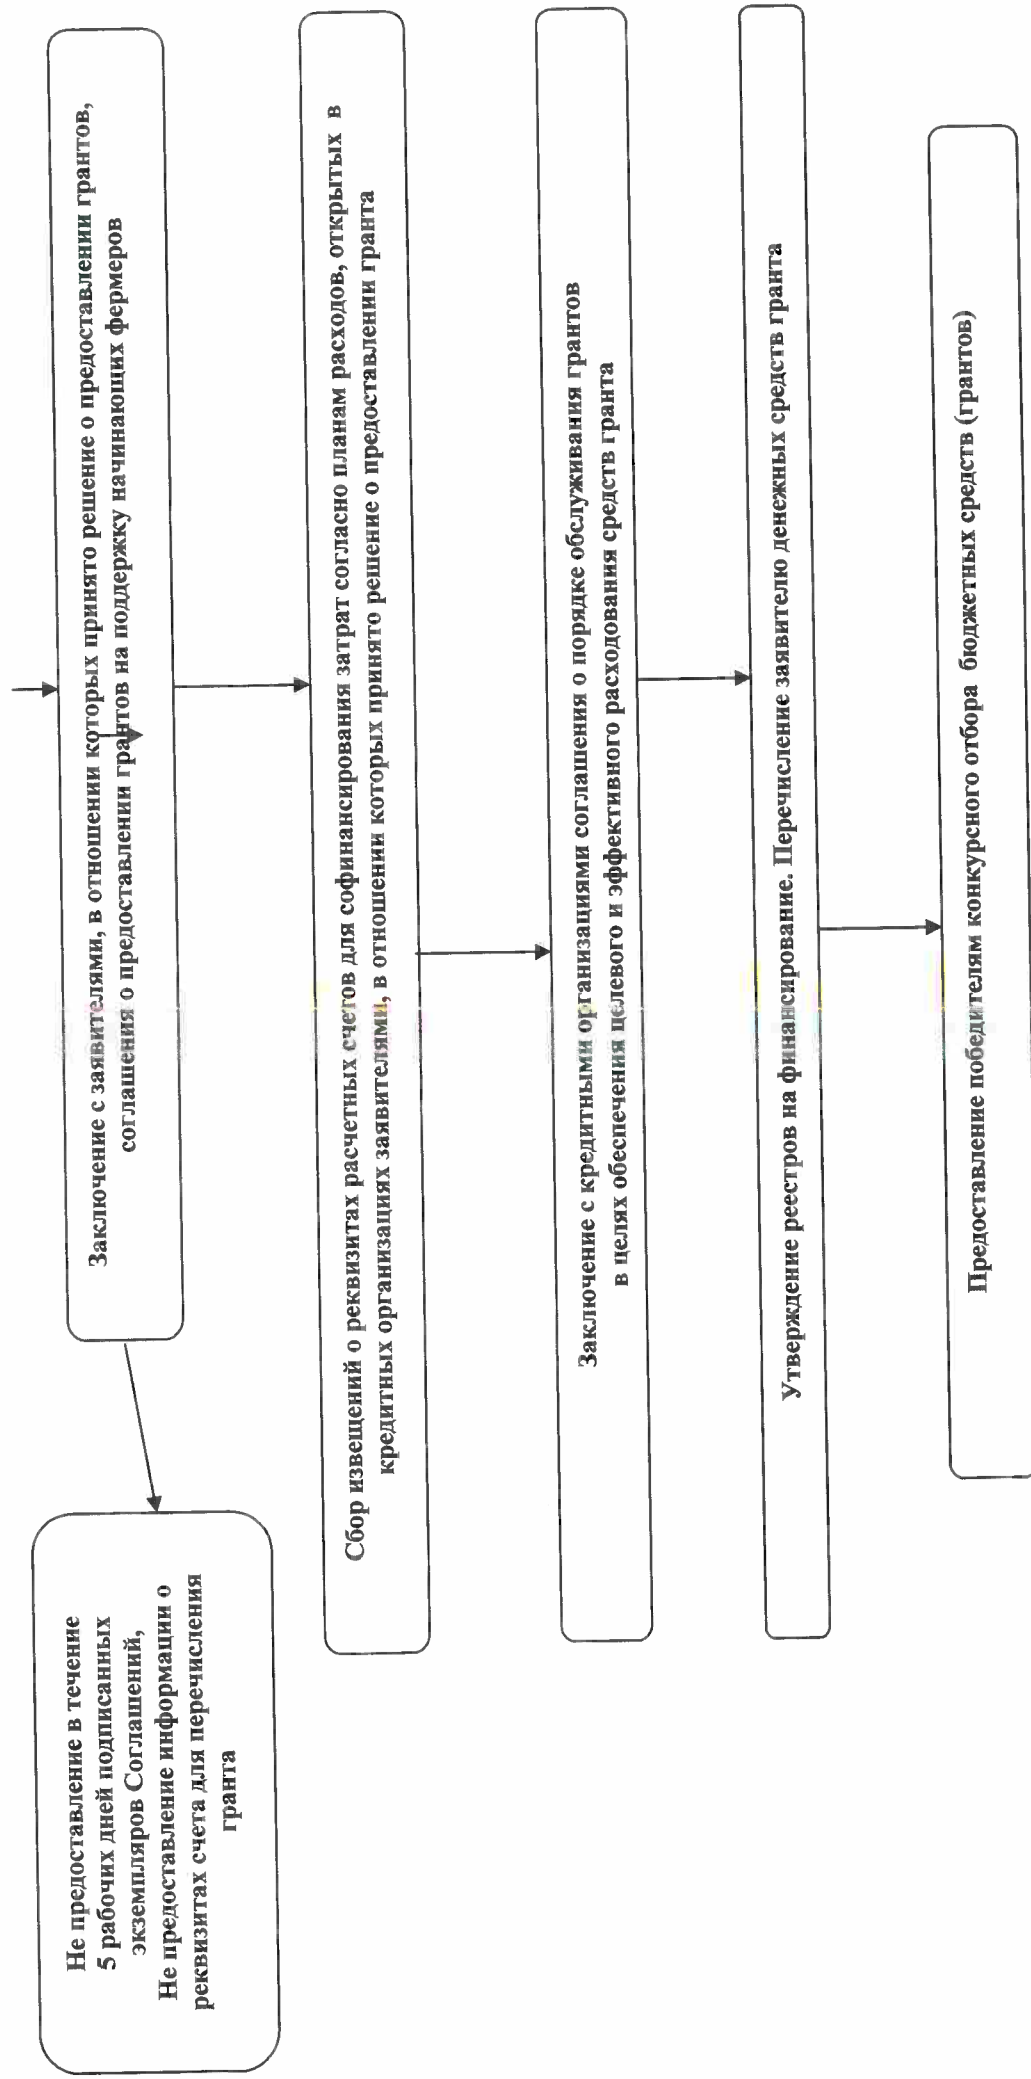 Не предоставление в течение
5 рабочих дней подписанных
экземпляров Соглашений,
Не предоставление информации о
реквизитах счета для перечисления
гранта
Заключение с заявителями, в отношении которых принято решение о предоставлении грантов,
соглашения о предоставлении грантов на поддержку начинающих фермеров
Сбор извещений о реквизитах расчетных счетов для софинансирования затрат согласно планам расходов, открытых в
кредитных организациях заявителями, в отношении которых принято решение о предоставлении гранта
Заключение с кредитными организациями соглашения о порядке обслуживания грантов
в целях обеспечения целевого и эффективного расходования средств гранта
Утверждение реестров на финансирование. Перечисление заявителю денежных средств гранта
Предоставление победителям конкурсного отбора бюджетных средств (грантов)